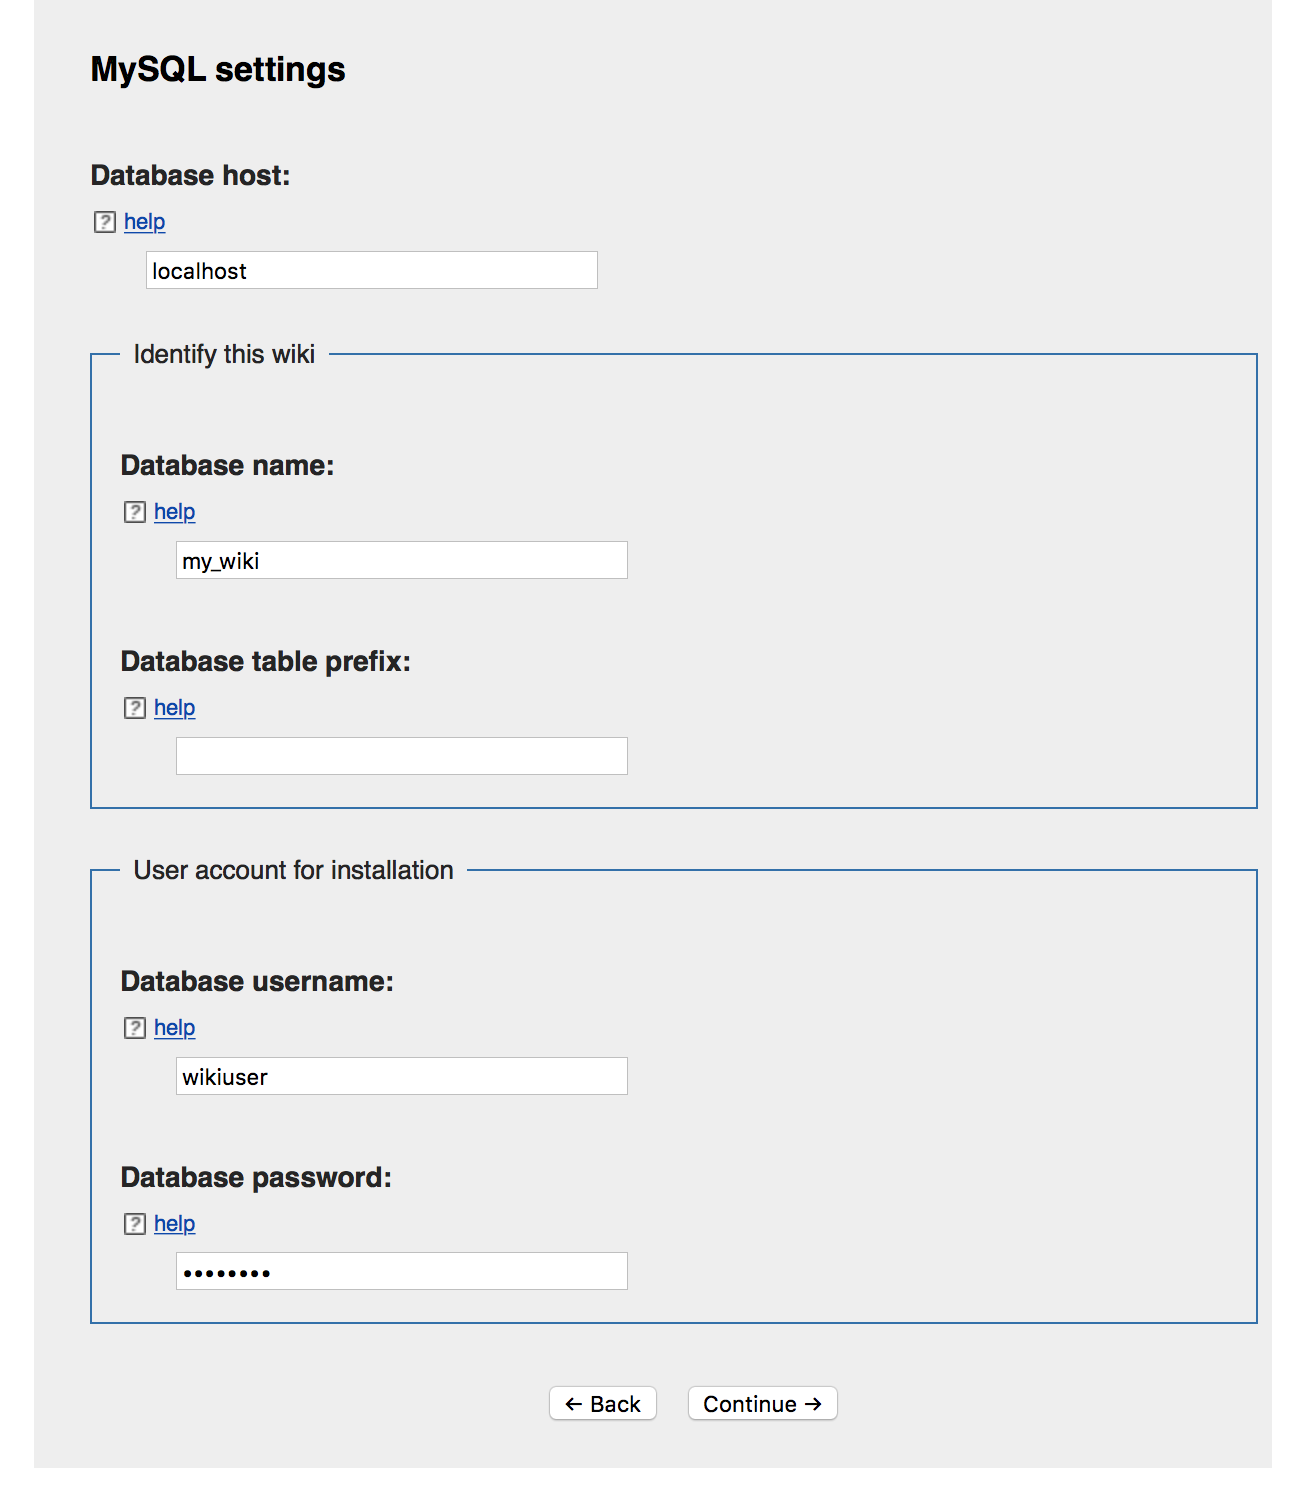 MySQL settings
Database host:
? help
localhost
Identify this wiki
Database name:
? help
my_wiki
Database table prefix:
? help
User account for installation
Database username:
? help
wikiuser
Database password:
? help
••••••••
← Back
Continue →